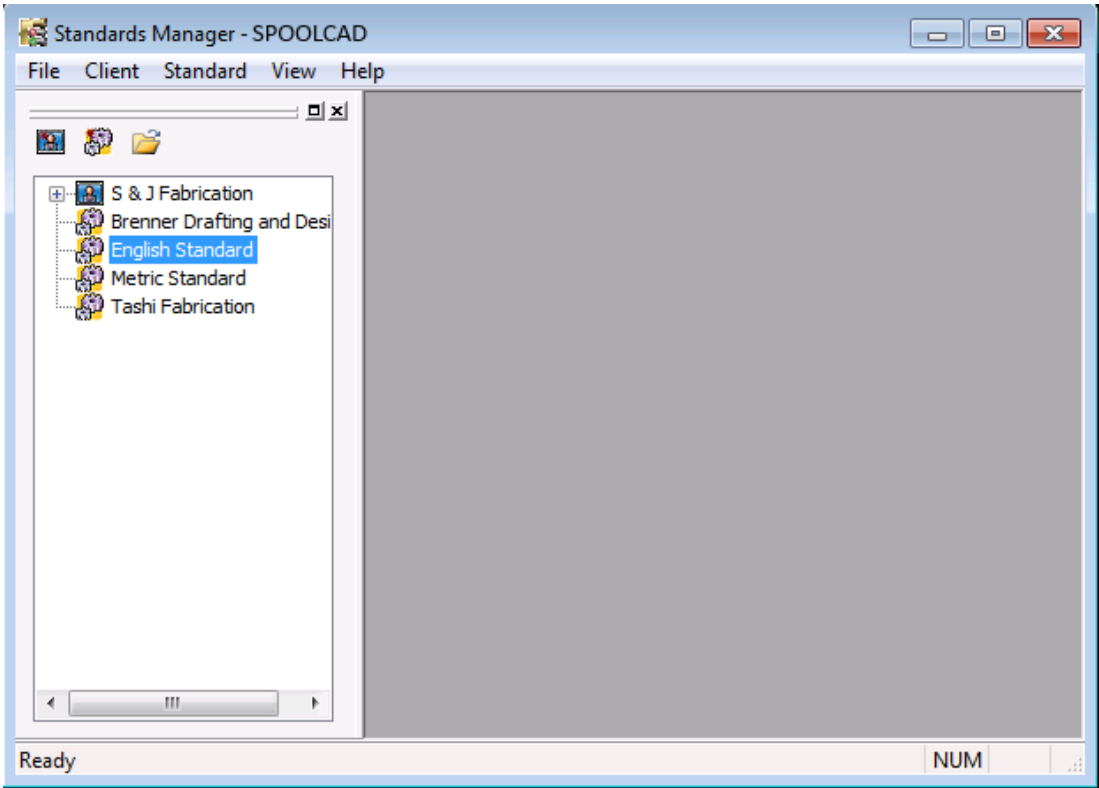 Standards Manager - SPOOLCAD
File Client Standard View Help
S & J Fabrication
Brenner Drafting and Desi
English Standard
Metric Standard
Tashi Fabrication
Ready NUM